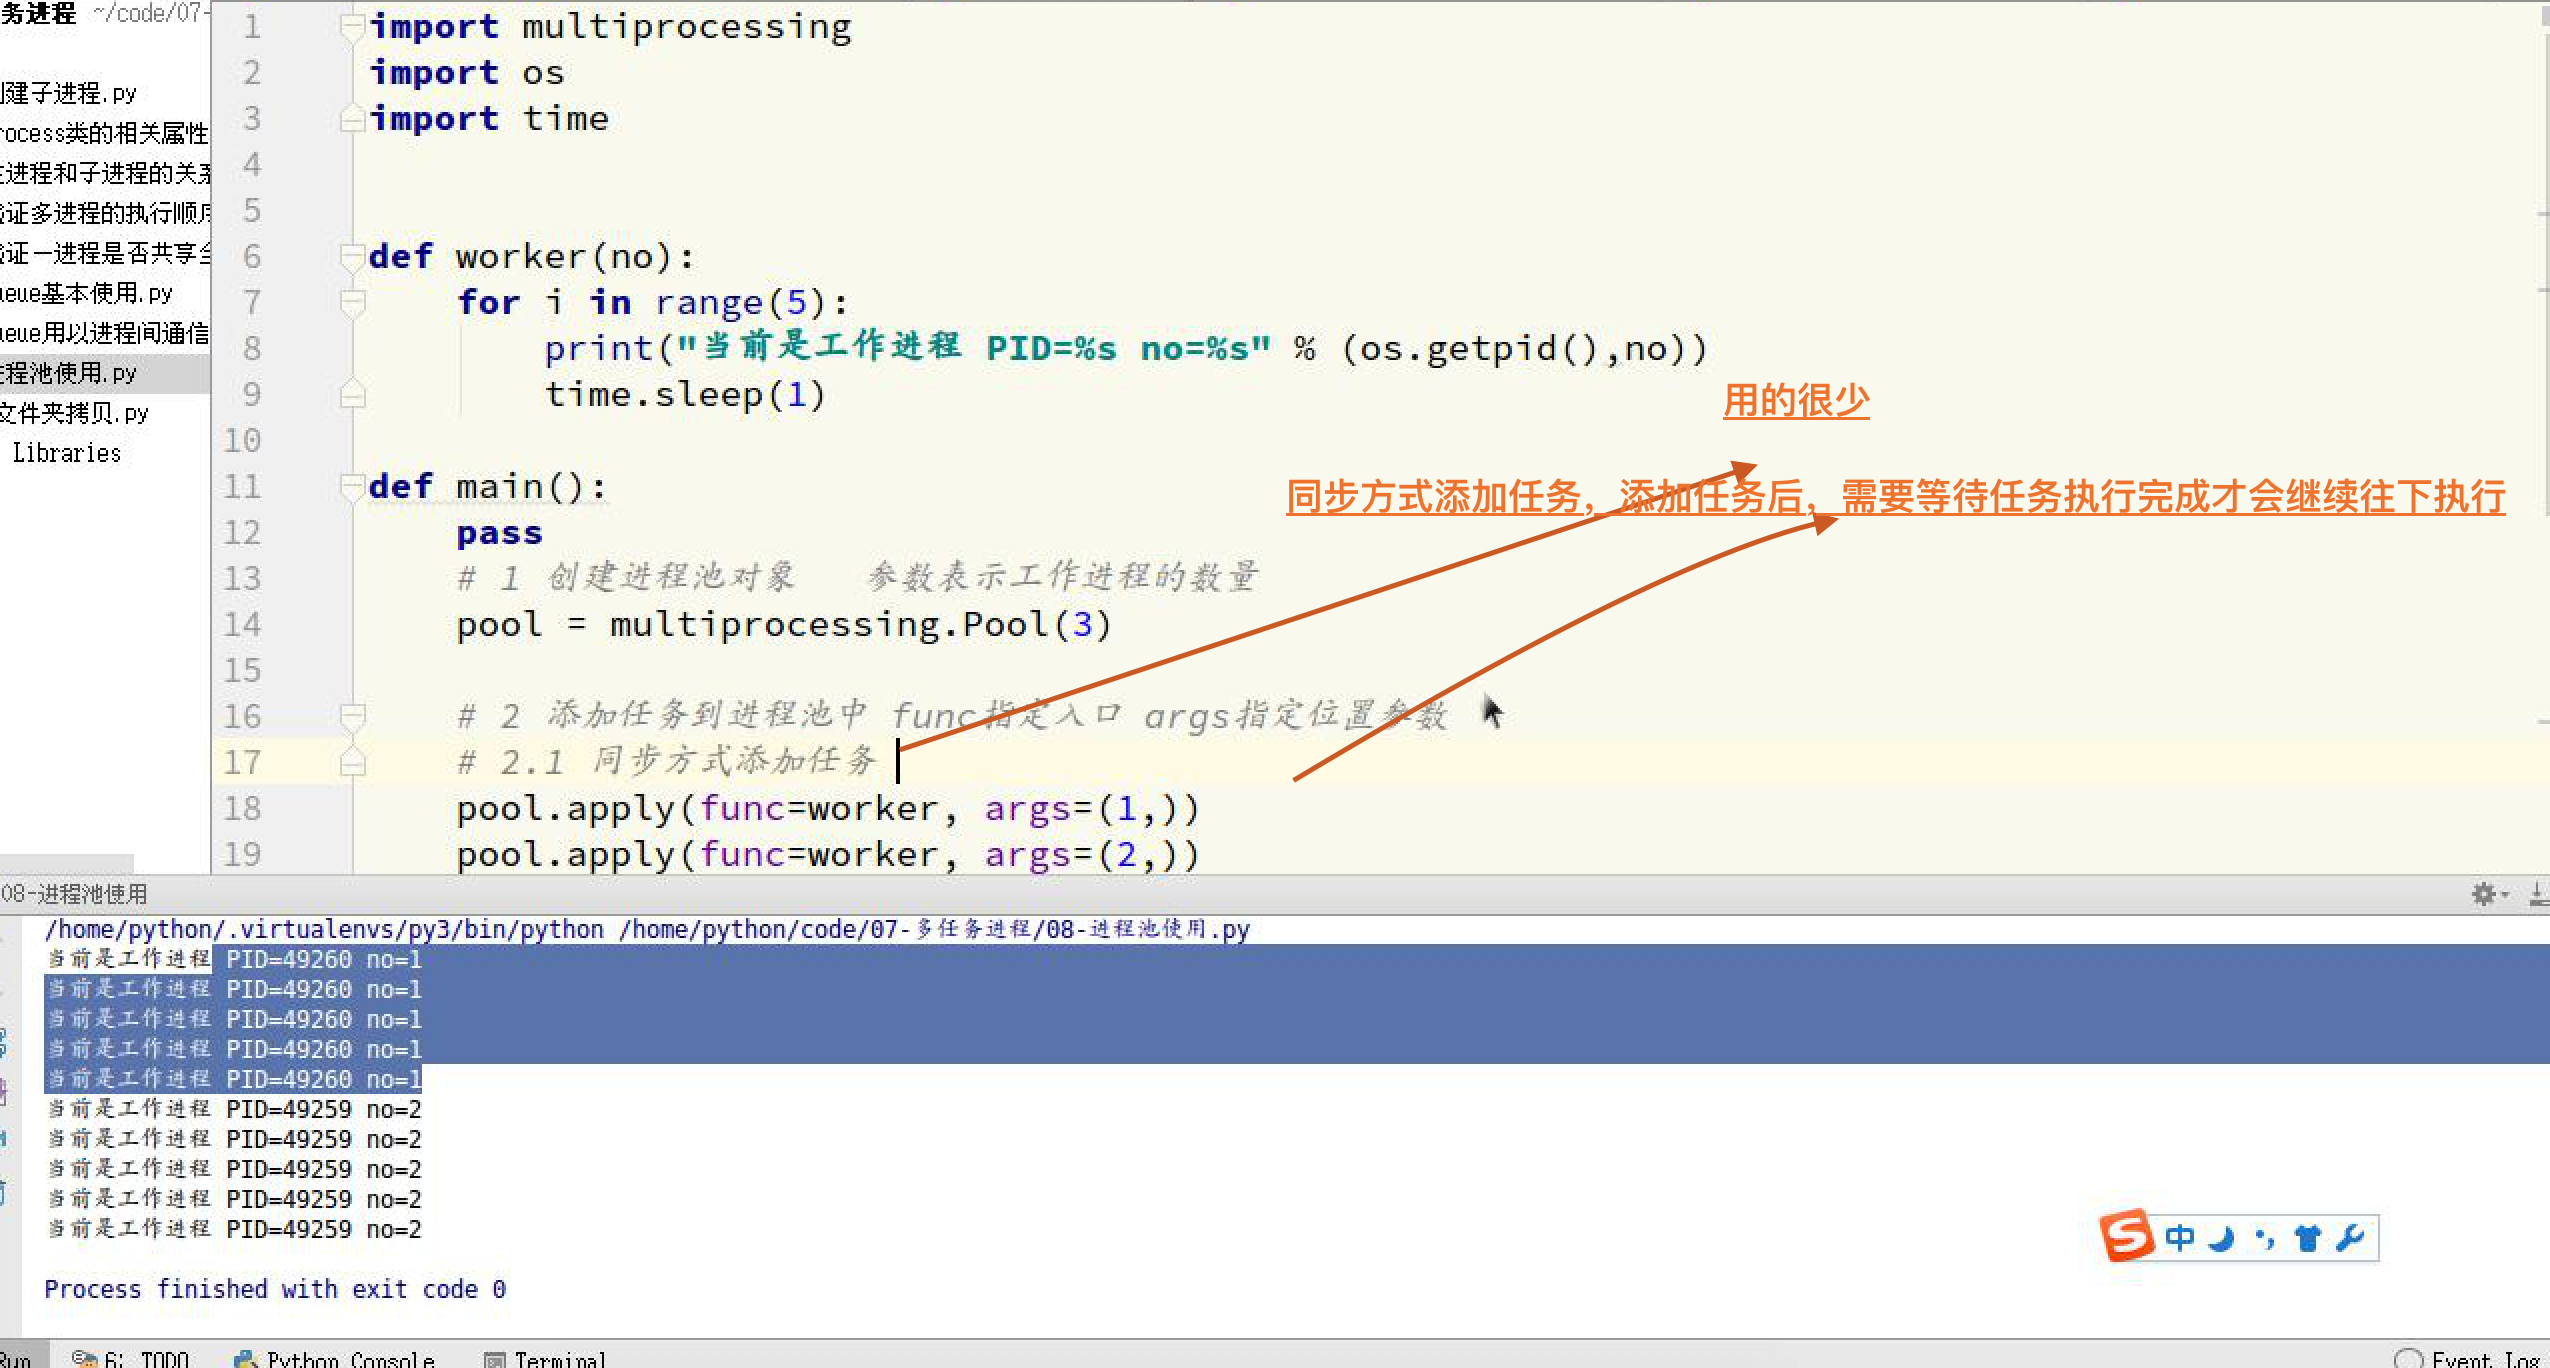 务进程 ~/code/07-
建子进程.py
rocess类的相关属性
进程和子进程的关系
证多进程的执行顺序
证一进程是否共享全
ueue基本使用.py
ueue用以进程间通信
程池使用.py
文件夹拷贝.py
Libraries
1 import multiprocessing
2 import os
3 import time
4
5
6 def worker(no):
7 for i in range(5):
8 print("当前是工作进程 PID=%s no=%s" % (os.getpid(),no))
9 time.sleep(1)
用的很少
10
11 def main():
同步方式添加任务，添加任务后，需要等待任务执行完成才会继续往下执行
12 pass
13 # 1 创建进程池对象 参数表示工作进程的数量
14 pool = multiprocessing.Pool(3)
15
16 # 2 添加任务到进程池中 func指定入口 args指定位置参数
17 # 2.1 同步方式添加任务
18 pool.apply(func=worker, args=(1,))
19 pool.apply(func=worker, args=(2,))
08-进程池使用
/home/python/.virtualenvs/py3/bin/python /home/python/code/07-多任务进程/08-进程池使用.py
当前是工作进程 PID=49260 no=1
当前是工作进程 PID=49260 no=1
当前是工作进程 PID=49260 no=1
当前是工作进程 PID=49260 no=1
当前是工作进程 PID=49260 no=1
当前是工作进程 PID=49259 no=2
当前是工作进程 PID=49259 no=2
当前是工作进程 PID=49259 no=2
当前是工作进程 PID=49259 no=2
当前是工作进程 PID=49259 no=2
S 中
Process finished with exit code 0
Run 6: TODO Python Console Terminal Event Log